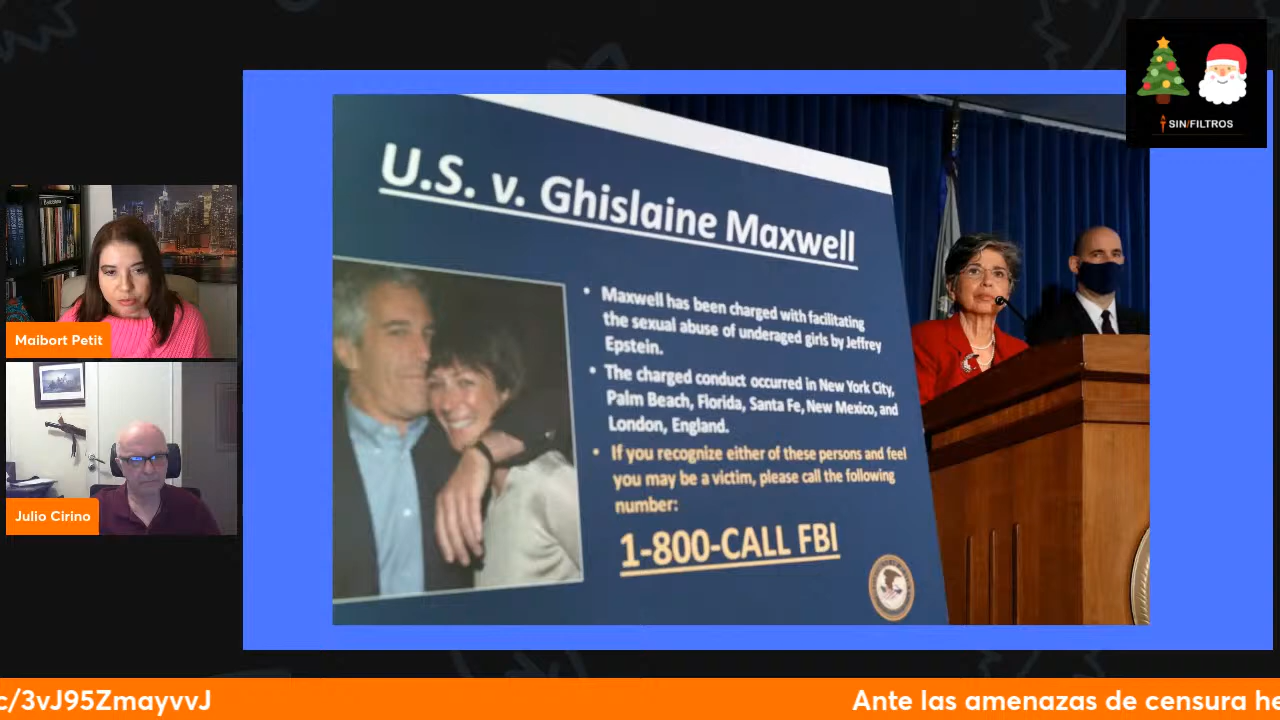 SIN/FILTROS
U.S. v. Ghislaine Maxwell
• Maxwell has been charged with facilitating
the sexual abuse of underaged girls by Jeffrey
Epstein.
• The charged conduct occurred in New York City,
Palm Beach, Florida, Santa Fe, New Mexico, and
London, England.
• If you recognize either of these persons and feel
you may be a victim, please call the following
number:
1-800-CALL FBI
Maibort Petit
Julio Cirino
c/3vJ95ZmayvvJ
Ante las amenazas de censura he